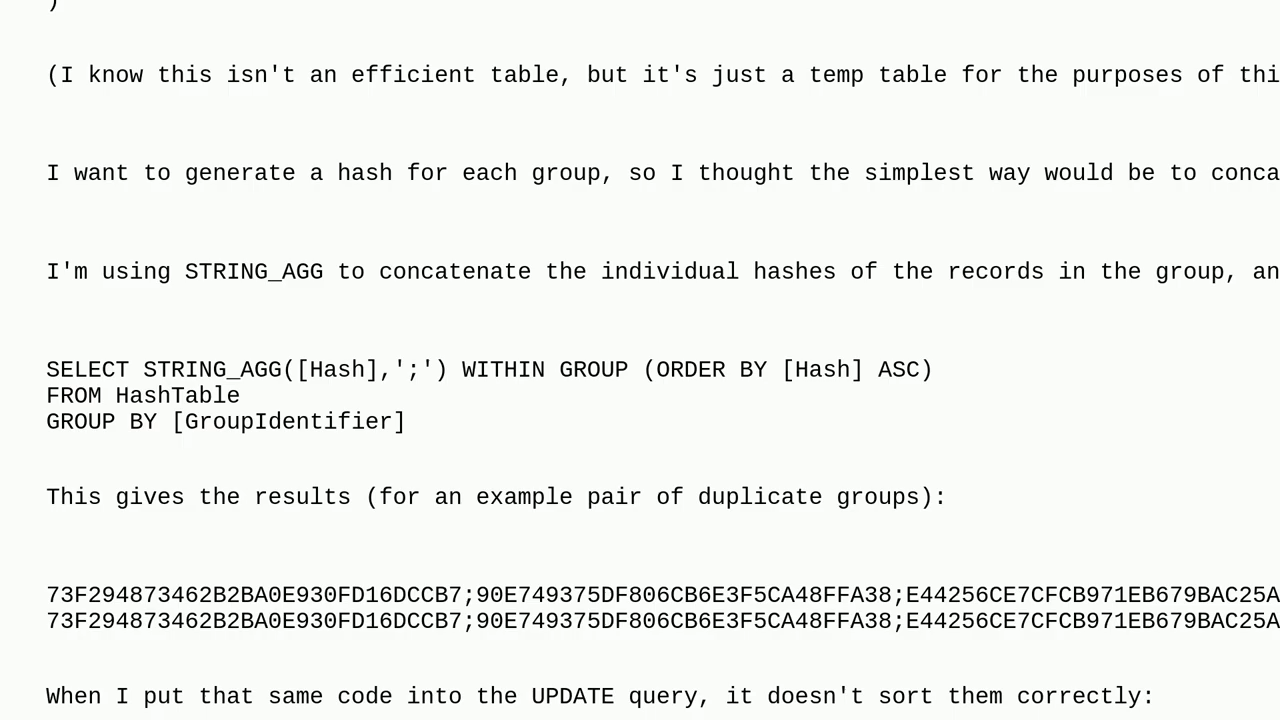 )
(I know this isn't an efficient table, but it's just a temp table for the purposes of thi
I want to generate a hash for each group, so I thought the simplest way would be to conca
I'm using STRING_AGG to concatenate the individual hashes of the records in the group, an
SELECT STRING_AGG([Hash],';') WITHIN GROUP (ORDER BY [Hash] ASC)
FROM HashTable
GROUP BY [GroupIdentifier]
This gives the results (for an example pair of duplicate groups):
73F294873462B2BA0E930FD16DCCB7;90E749375DF806CB6E3F5CA48FFA38;E44256CE7CFCB971EB679BAC25A
73F294873462B2BA0E930FD16DCCB7;90E749375DF806CB6E3F5CA48FFA38;E44256CE7CFCB971EB679BAC25A
When I put that same code into the UPDATE query, it doesn't sort them correctly: